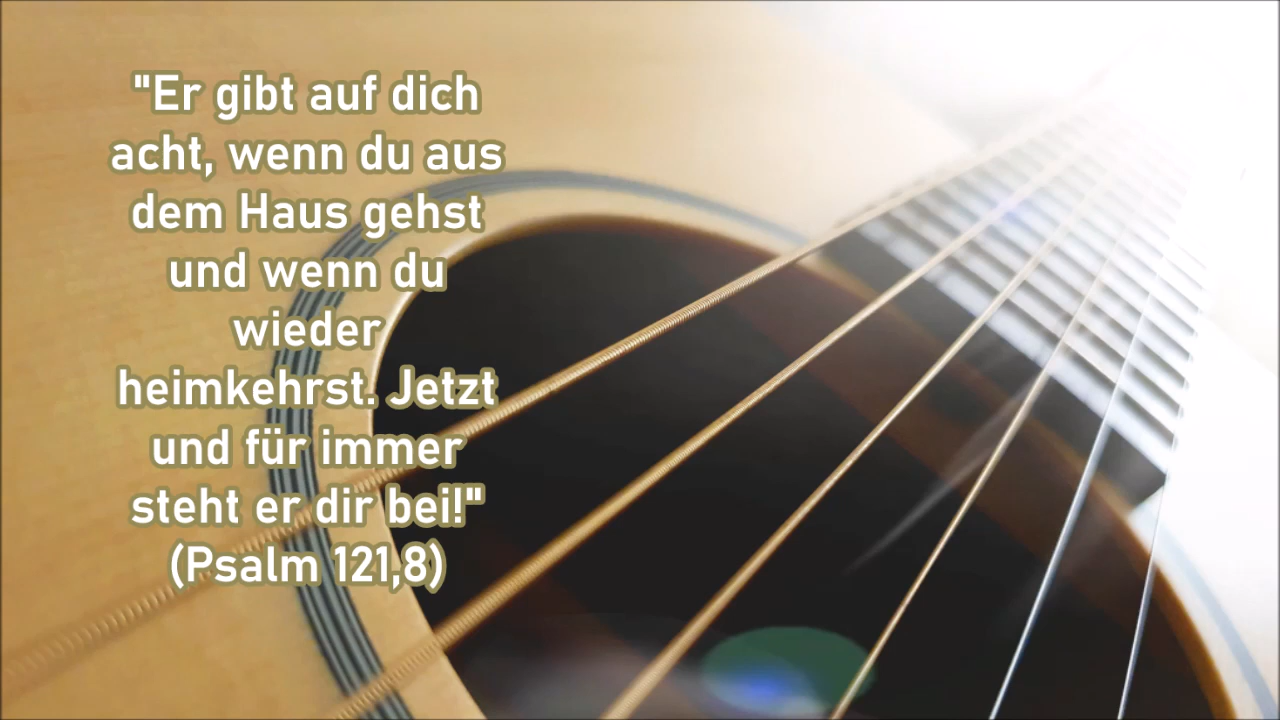 "Er gibt auf dich
acht, wenn du aus
dem Haus gehst
und wenn du
wieder
heimkehrst. Jetzt
und für immer
steht er dir bei!"
(Psalm 121,8)